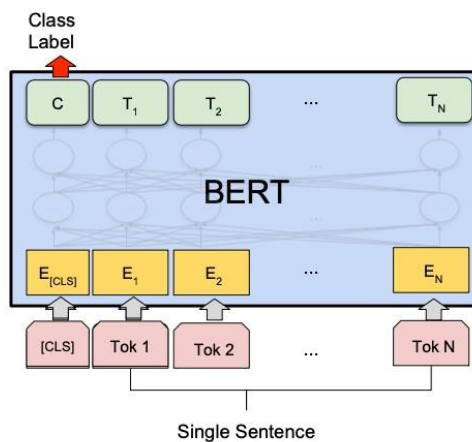 Class
Label
C T1 T2 ... TN
...
BERT
...
E[CLS] E1 E2 ... EN
[CLS] Tok 1 Tok 2 ... Tok N
Single Sentence